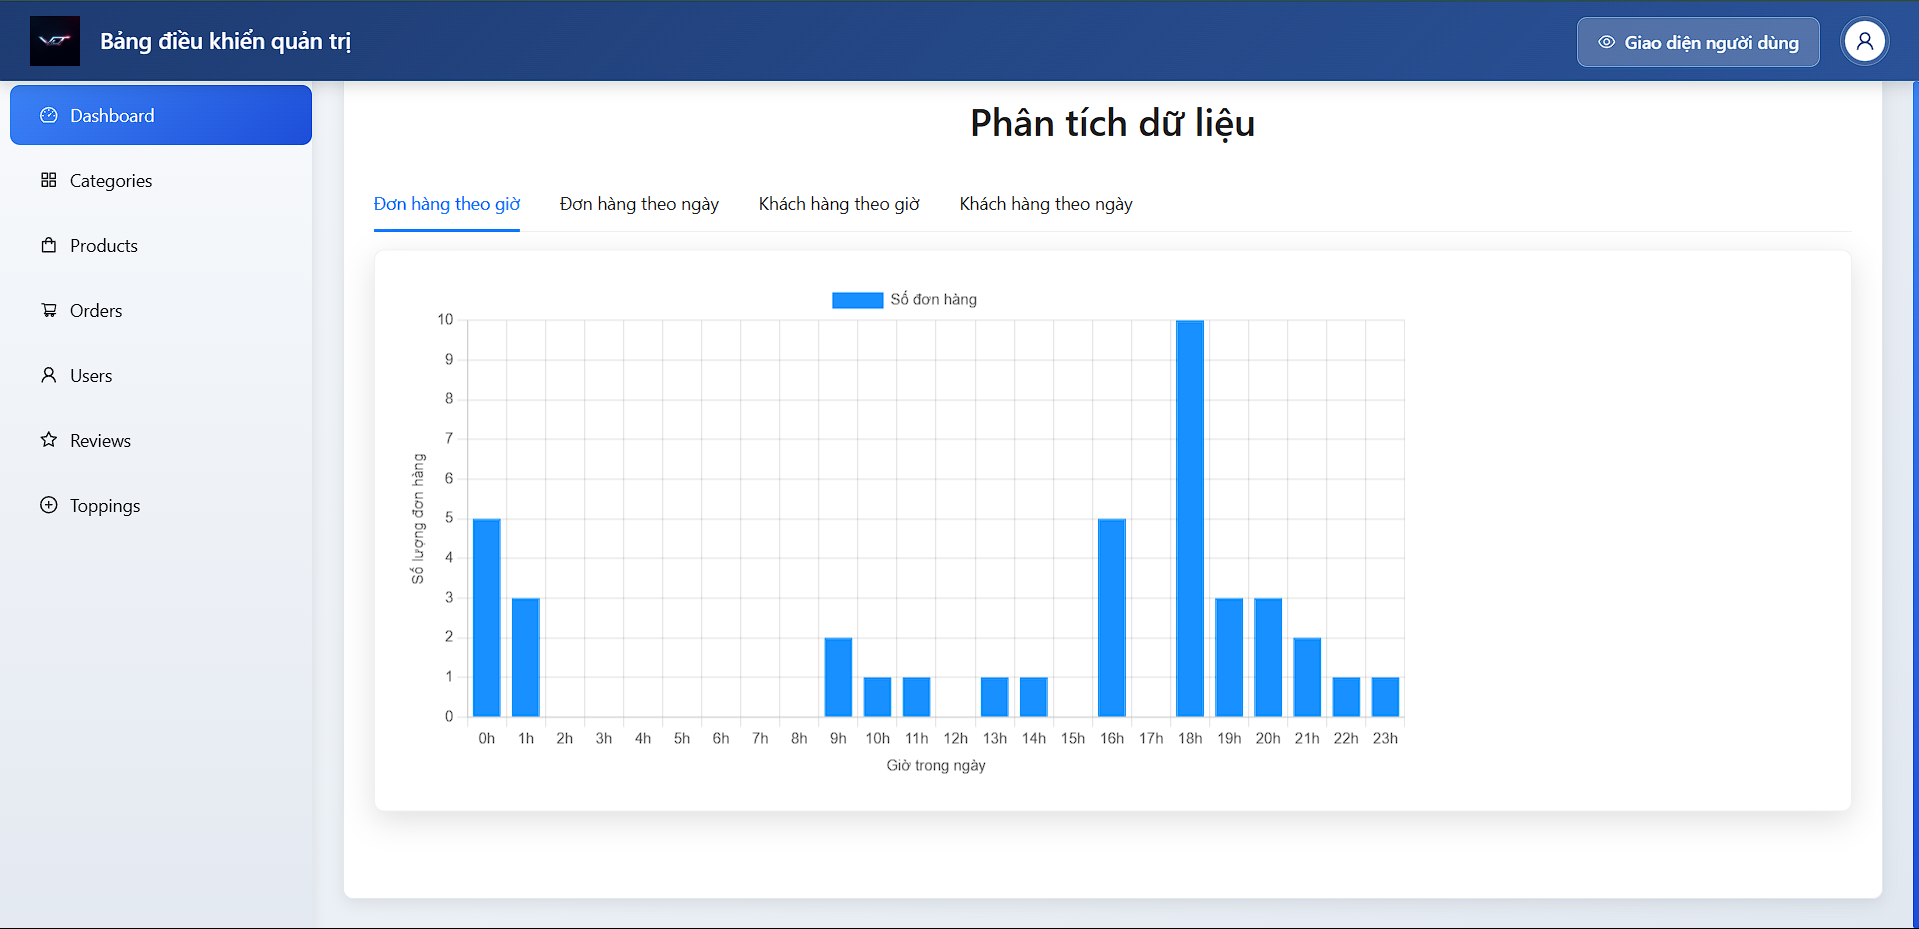 Bảng điều khiển quản trị
Giao diện người dùng
Dashboard
Categories
Products
Orders
Users
Reviews
Toppings
Phân tích dữ liệu
Đơn hàng theo giờ Đơn hàng theo ngày Khách hàng theo giờ Khách hàng theo ngày
Số đơn hàng
Số lượng đơn hàng
10
9
8
7
6
5
4
3
2
1
0
0h 1h 2h 3h 4h 5h 6h 7h 8h 9h 10h 11h 12h 13h 14h 15h 16h 17h 18h 19h 20h 21h 22h 23h
Giờ trong ngày